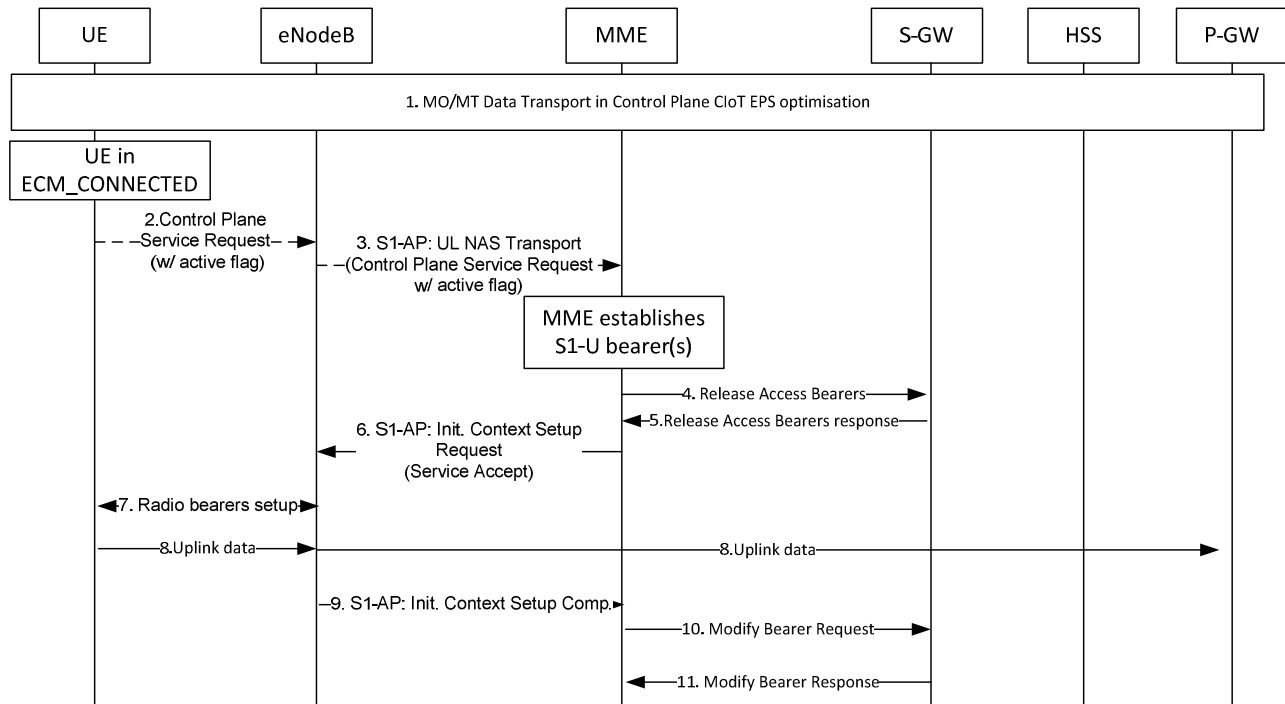 UE
eNodeB
MME
S-GW
HSS
P-GW
1. MO/MT Data Transport in Control Plane CIoT EPS optimisation
UE in
ECM_CONNECTED
2.Control Plane
Service Request
(w/ active flag)
3. S1-AP: UL NAS Transport
(Control Plane Service Request
w/ active flag)
MME establishes
S1-U bearer(s)
4. Release Access Bearers
5.Release Access Bearers response
6. S1-AP: Init. Context Setup
Request
(Service Accept)
7. Radio bearers setup
8.Uplink data
8.Uplink data
9. S1-AP: Init. Context Setup Comp.
10. Modify Bearer Request
11. Modify Bearer Response